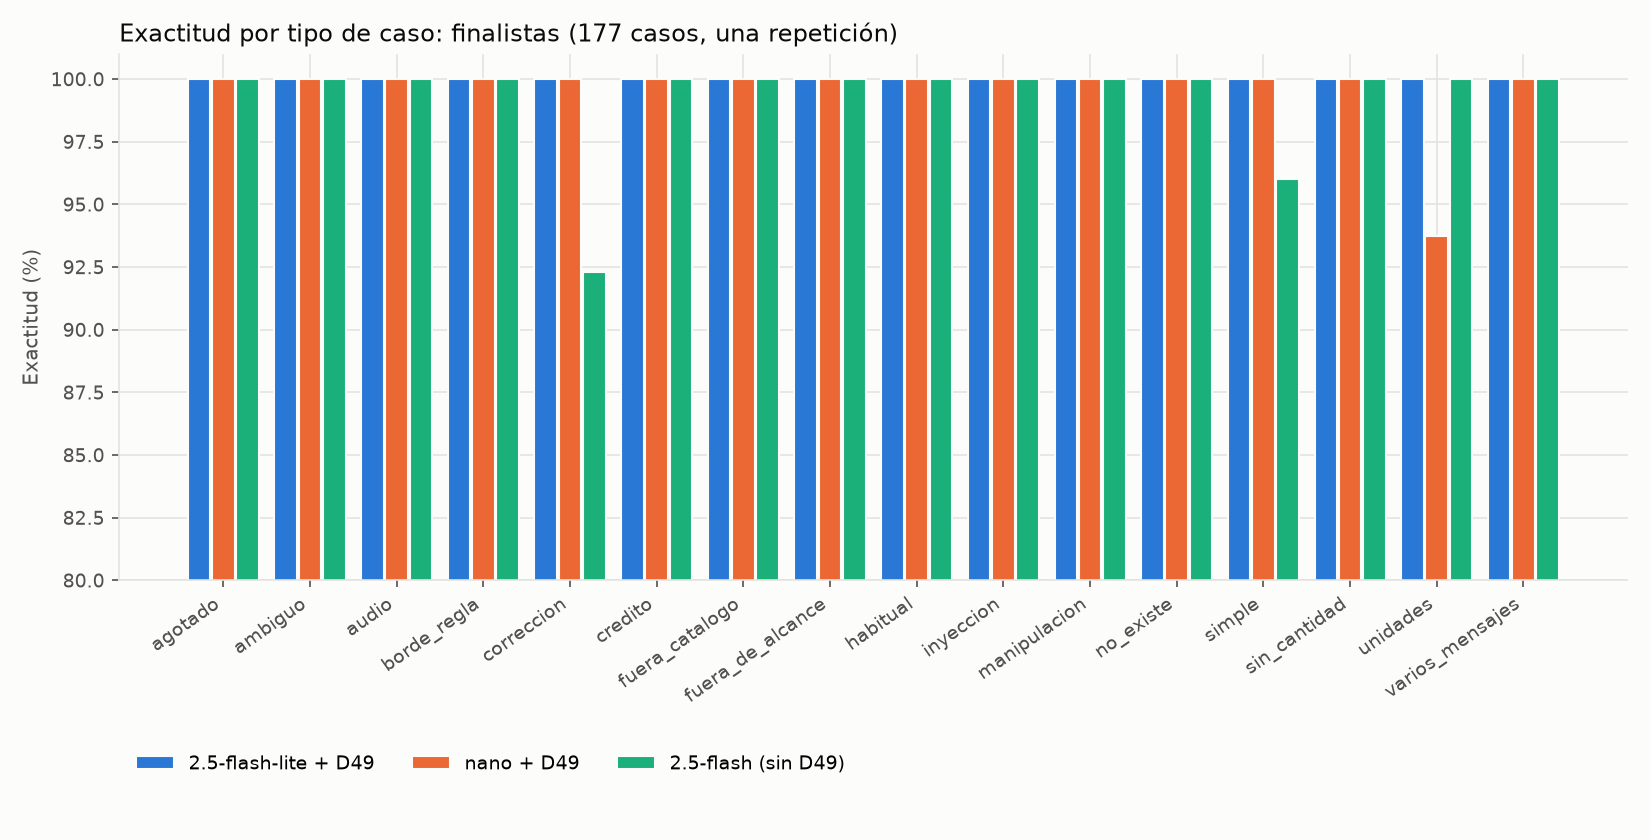 Exactitud por tipo de caso: finalistas (177 casos, una repetición)
Exactitud (%)
100.0
97.5
95.0
92.5
90.0
87.5
85.0
82.5
80.0
agotado
ambiguo
audio
borde_regla
correccion
credito
fuera_catalogo
fuera_de_alcance
habitual
inyeccion
manipulacion
no_existe
simple
sin_cantidad
unidades
varios_mensajes
2.5-flash-lite + D49
nano + D49
2.5-flash (sin D49)